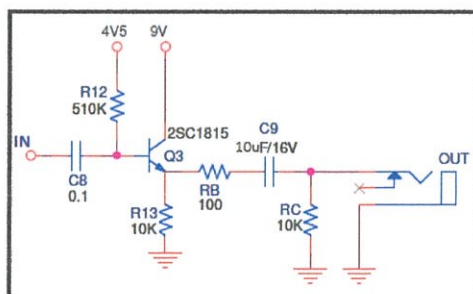 4V5 9V
R12
510K
2SC1815
IN
Q3
C9
10uF/16V
OUT
C8
0.1
RB
100
R13
10K
RC
10K